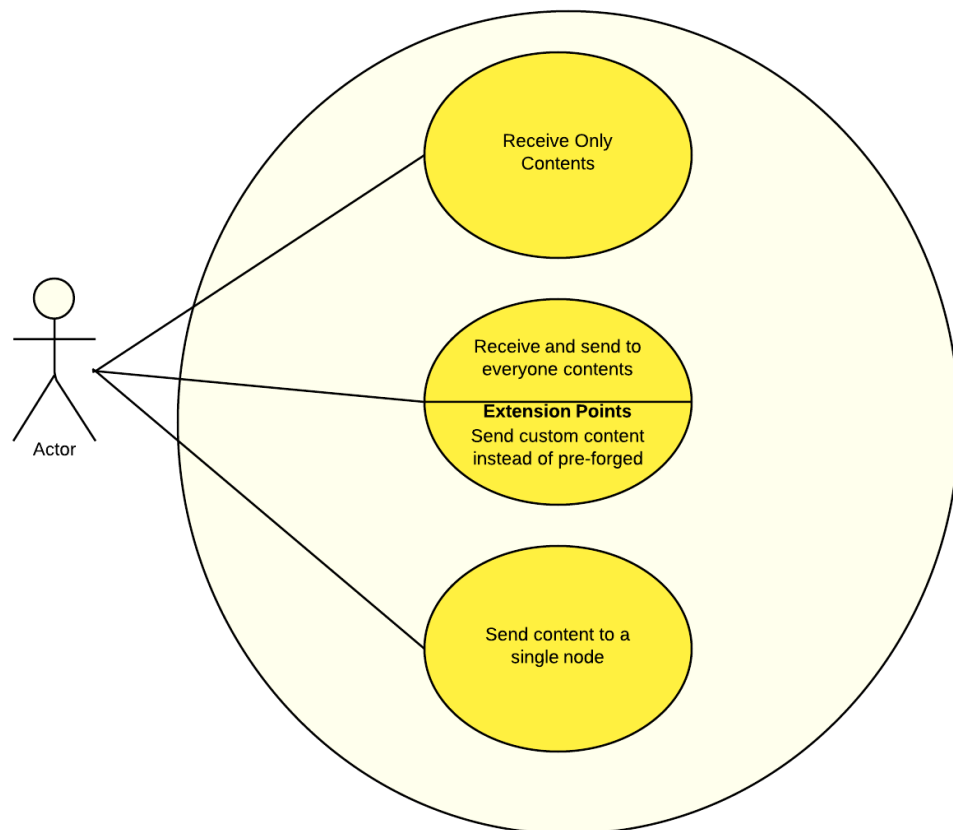 Receive Only
Contents
Receive and send to
everyone contents
Extension Points
Send custom content
instead of pre-forged
Actor
Send content to a
single node